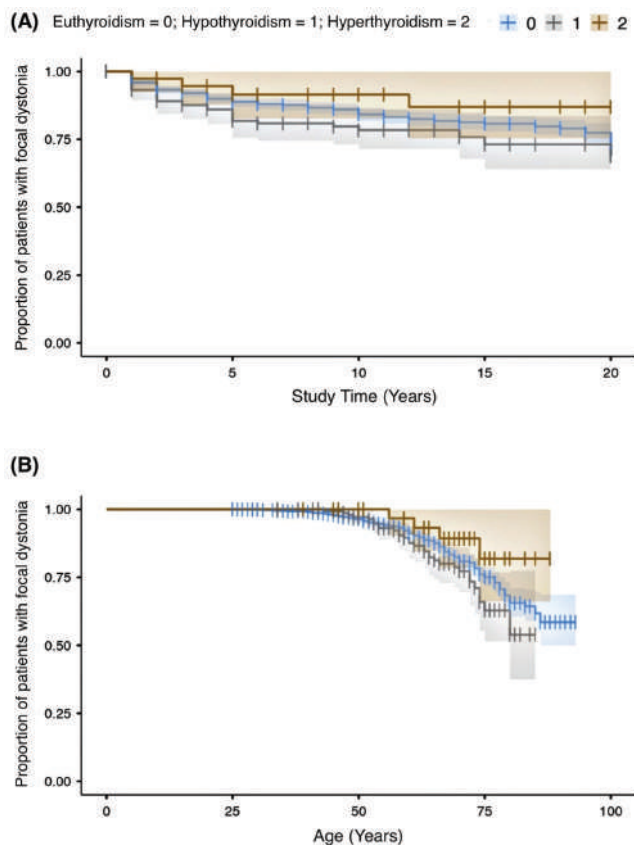 (A) Euthyroidism = 0; Hypothyroidism = 1; Hyperthyroidism = 2 0 1 2
Proportion of patients with focal dystonia
1.00
0.75
0.50
0.25
0.00
0 5 10 15 20
Study Time (Years)
(B)
Proportion of patients with focal dystonia
1.00
0.75
0.50
0.25
0.00
0 25 50 75 100
Age (Years)